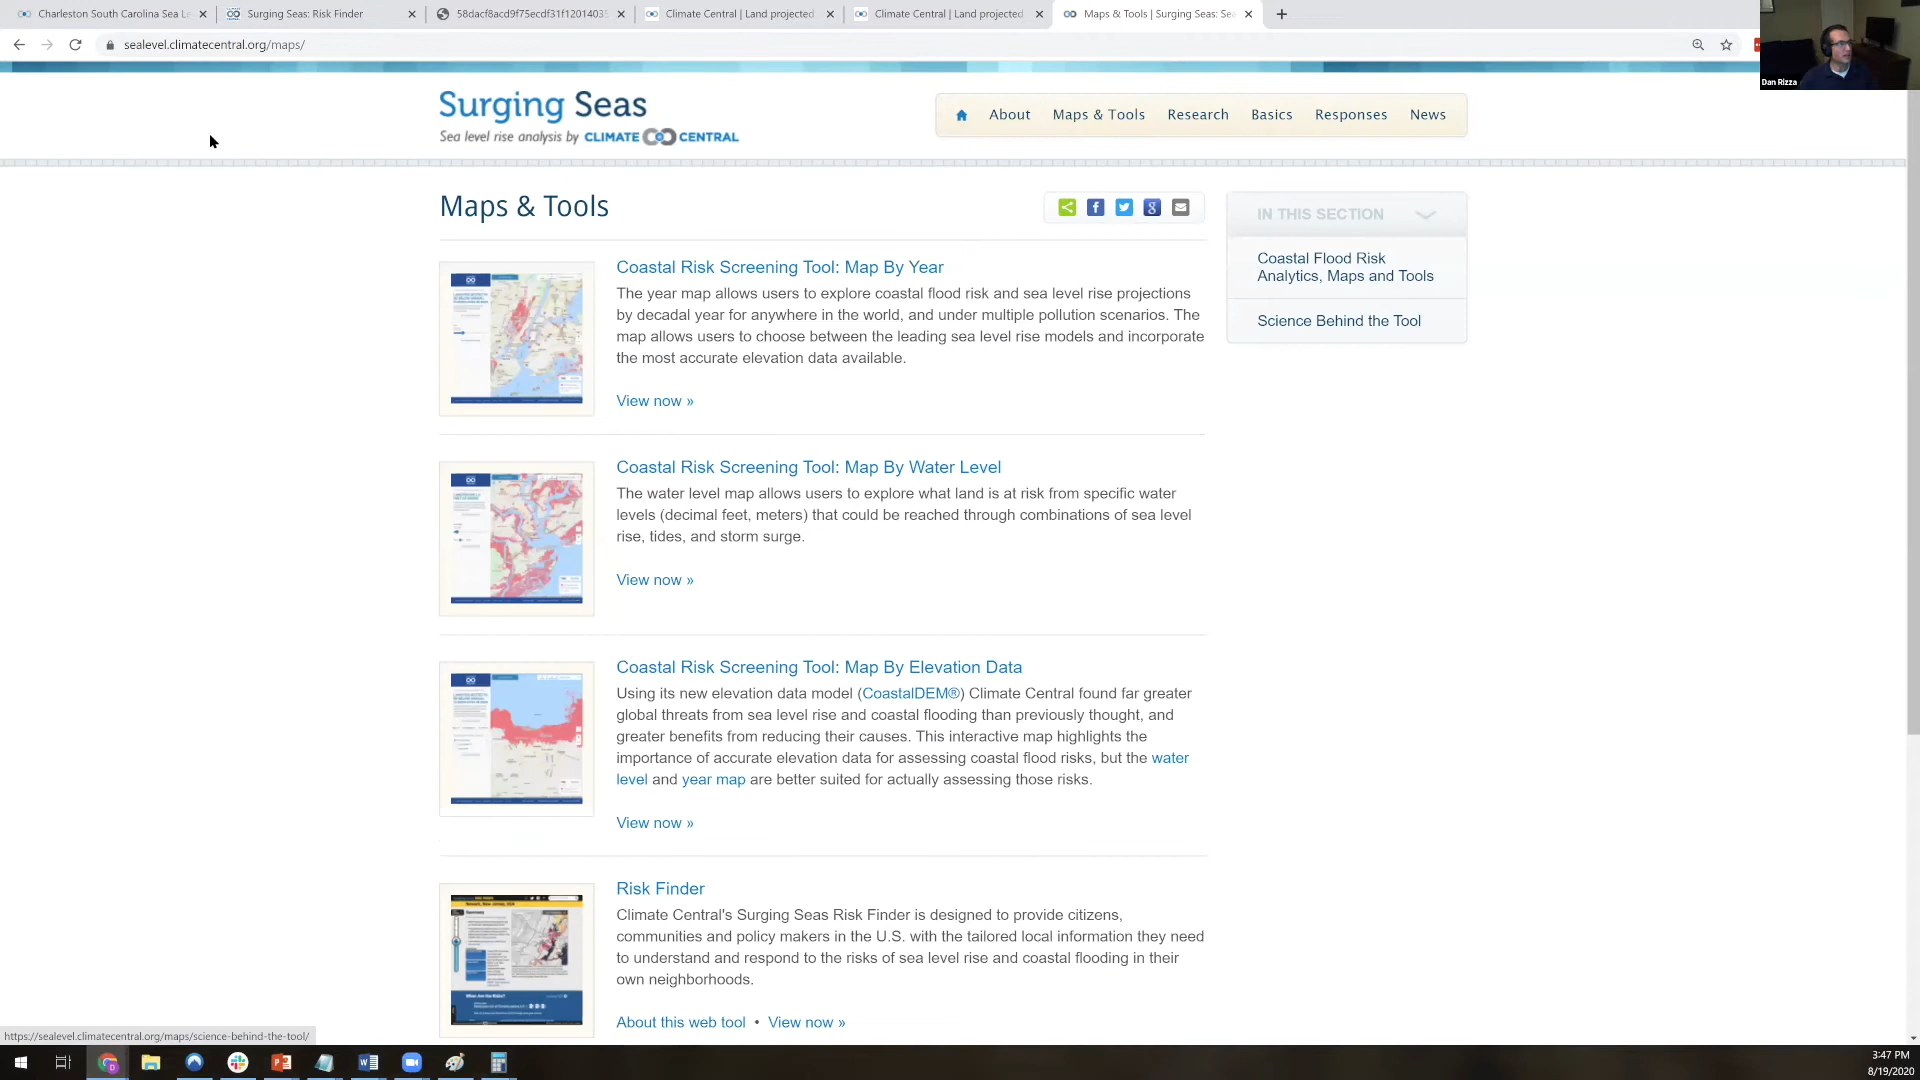 Charleston South Carolina Sea L
Surging Seas: Risk Finder
58dacf8acd9f75ecdf31f12014035
Climate Central | Land projected
Climate Central | Land projected
Maps & Tools | Surging Seas: Sea
sealevel.climatecentral.org/maps/
Dan Rizza
Surging Seas
Sea level rise analysis by CLIMATE CENTRAL
About Maps & Tools Research Basics Responses News
Maps & Tools
IN THIS SECTION
Coastal Flood Risk
Analytics, Maps and Tools
Science Behind the Tool
Coastal Risk Screening Tool: Map By Year
The year map allows users to explore coastal flood risk and sea level rise projections
by decadal year for anywhere in the world, and under multiple pollution scenarios. The
map allows users to choose between the leading sea level rise models and incorporate
the most accurate elevation data available.
View now »
Coastal Risk Screening Tool: Map By Water Level
The water level map allows users to explore what land is at risk from specific water
levels (decimal feet, meters) that could be reached through combinations of sea level
rise, tides, and storm surge.
View now »
Coastal Risk Screening Tool: Map By Elevation Data
Using its new elevation data model (CoastalDEM®) Climate Central found far greater
global threats from sea level rise and coastal flooding than previously thought, and
greater benefits from reducing their causes. This interactive map highlights the
importance of accurate elevation data for assessing coastal flood risks, but the water
level and year map are better suited for actually assessing those risks.
View now »
Risk Finder
Climate Central's Surging Seas Risk Finder is designed to provide citizens,
communities and policy makers in the U.S. with the tailored local information they need
to understand and respond to the risks of sea level rise and coastal flooding in their
own neighborhoods.
About this web tool • View now »
https://sealevel.climatecentral.org/maps/science-behind-the-tool/
3:47 PM
8/19/2020